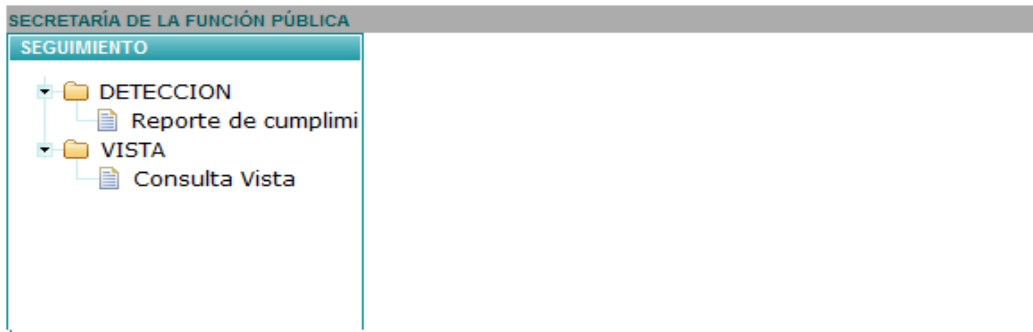 SECRETARÍA DE LA FUNCIÓN PÚBLICA
SEGUIMIENTO
DETECCION
Reporte de cumplimi
VISTA
Consulta Vista